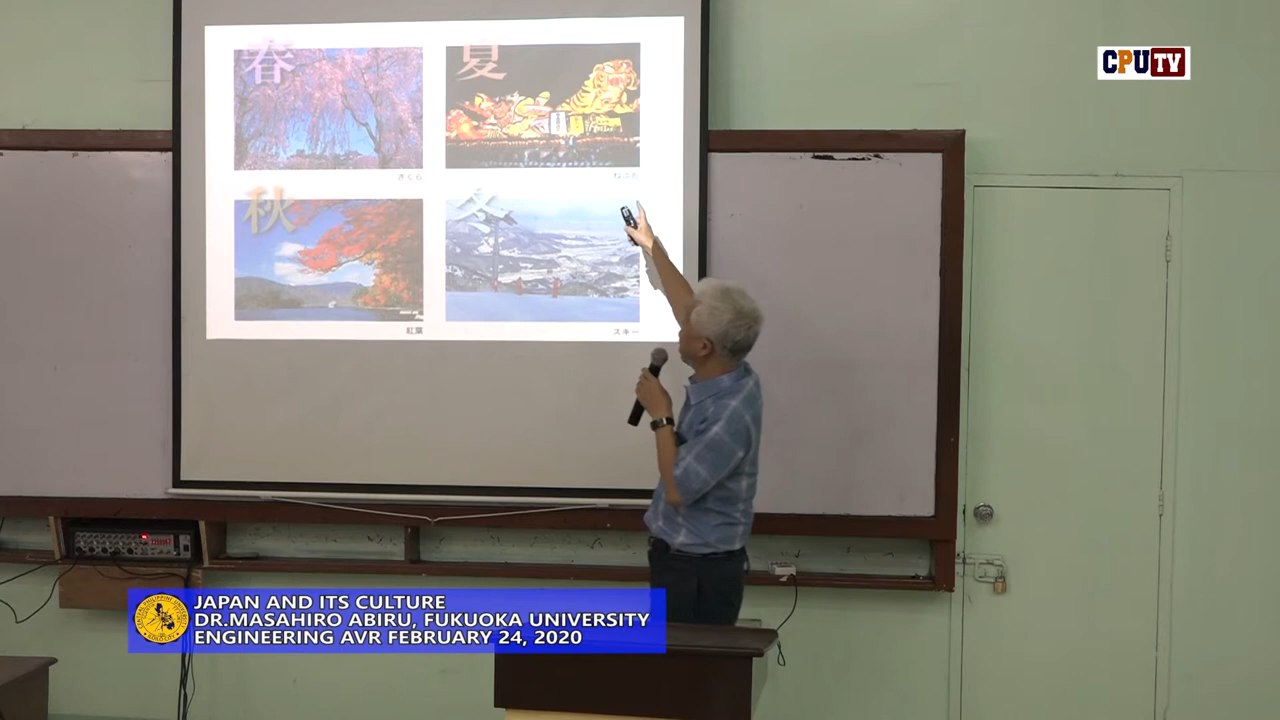 CPUTV
春
夏
さくら
ねぶた
秋
冬
紅葉
スキー
JAPAN AND ITS CULTURE
DR.MASAHIRO ABIRU, FUKUOKA UNIVERSITY
ENGINEERING AVR FEBRUARY 24, 2020